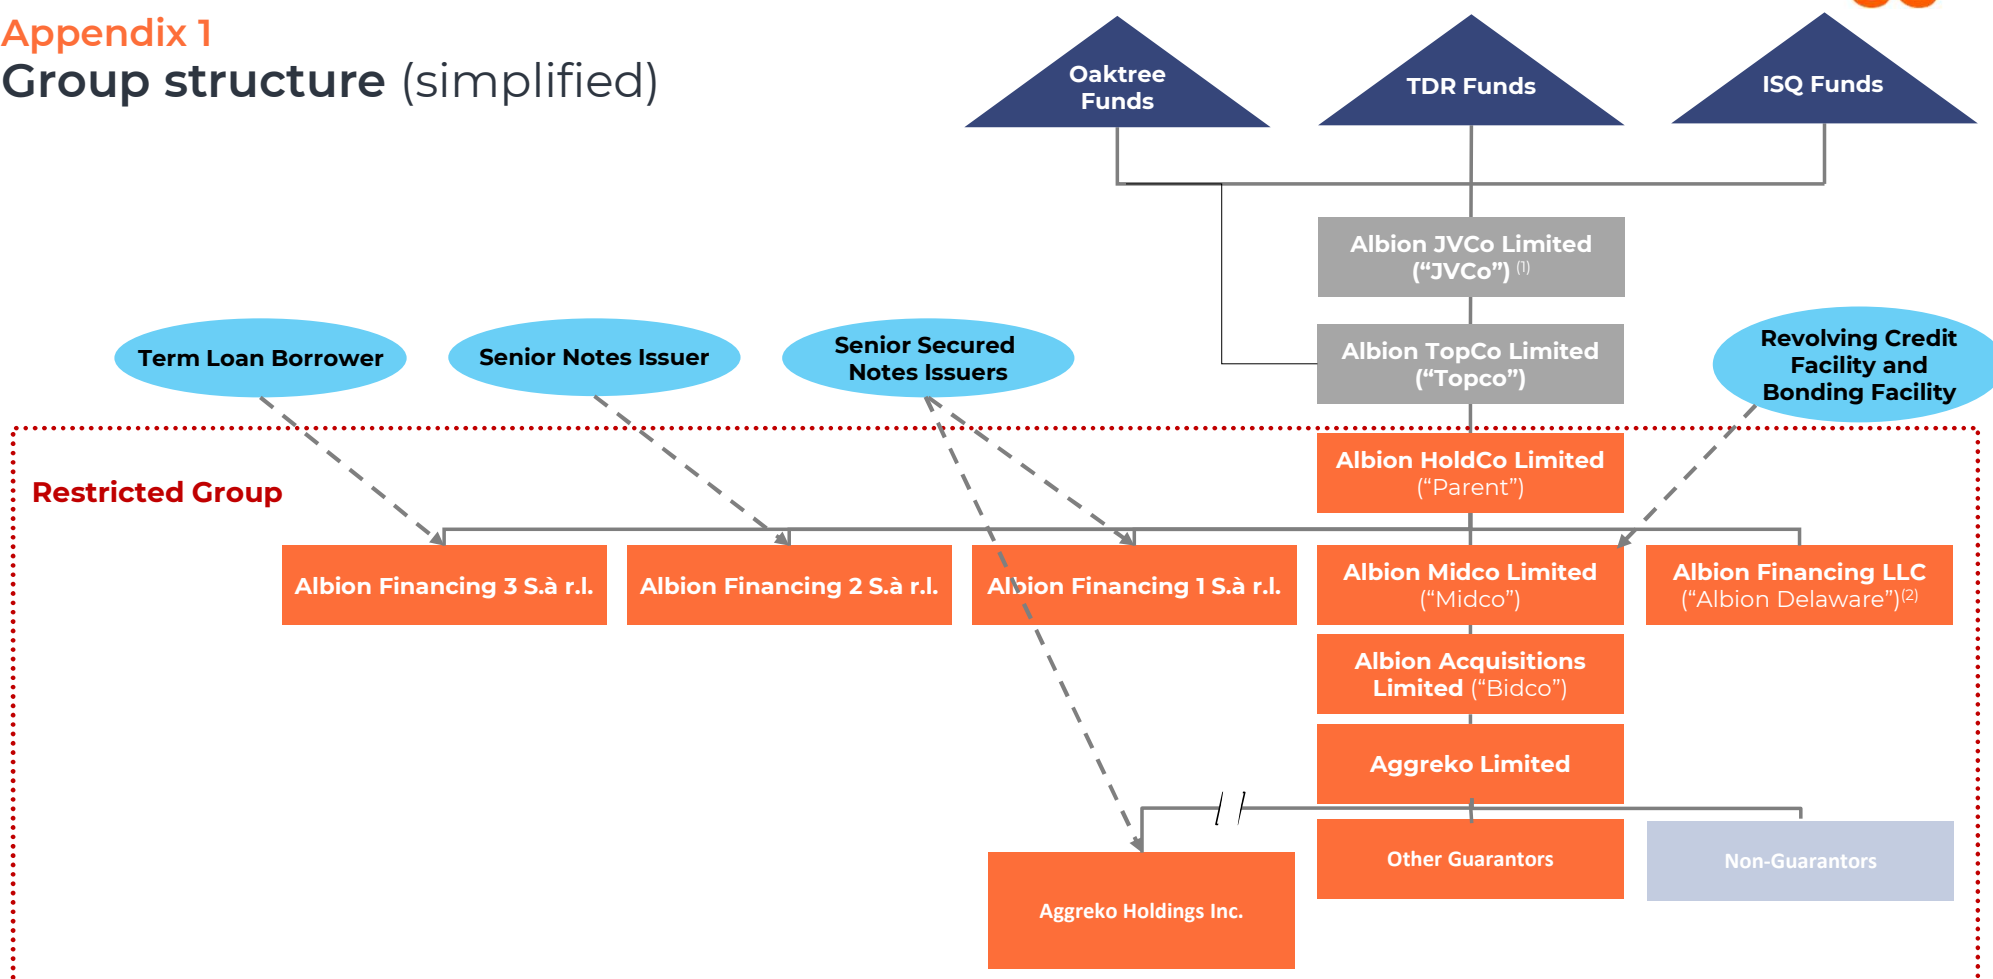 Appendix 1
Group structure (simplified)
Oaktree
Funds
TDR Funds
ISQ Funds
Albion JVCo Limited
(“JVCo”) (1)
Albion TopCo Limited
(“Topco”)
Term Loan Borrower
Senior Notes Issuer
Senior Secured
Notes Issuers
Revolving Credit
Facility and
Bonding Facility
Restricted Group
Albion HoldCo Limited
(“Parent”)
Albion Financing 3 S.à r.l.
Albion Financing 2 S.à r.l.
Albion Financing 1 S.à r.l.
Albion Midco Limited
(“Midco”)
Albion Financing LLC
(“Albion Delaware”)(2)
Albion Acquisitions
Limited (“Bidco”)
Aggreko Limited
Other Guarantors
Non-Guarantors
Aggreko Holdings Inc.